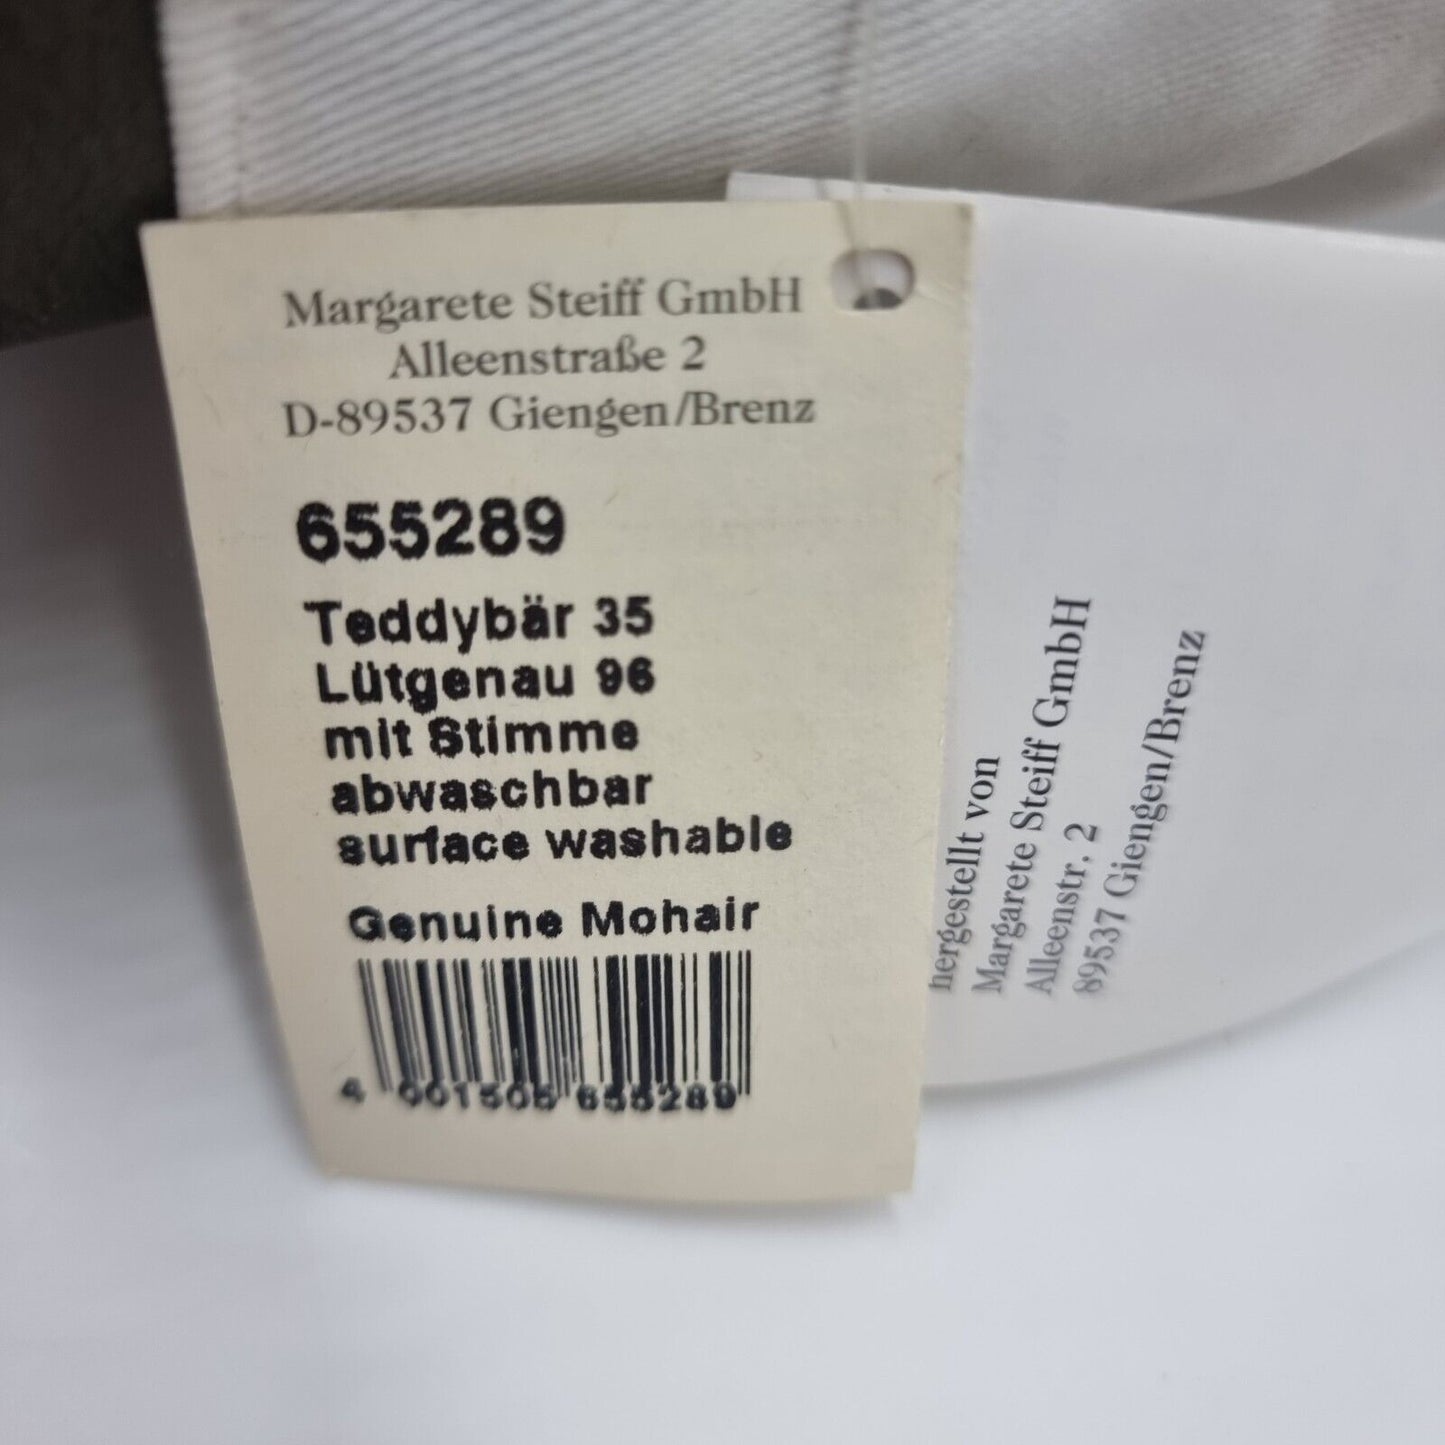 Margarete Steiff GmbH
Alleenstraße 2
D-89537 Giengen/Brenz
655289
Teddybär 35
Lütgenau 96
mit Stimme
abwaschbar
surface washable
Genuine Mohair
4 001505 655289
hergestellt von
Margarete Steiff GmbH
Alleenstr. 2
89537 Giengen/Brenz